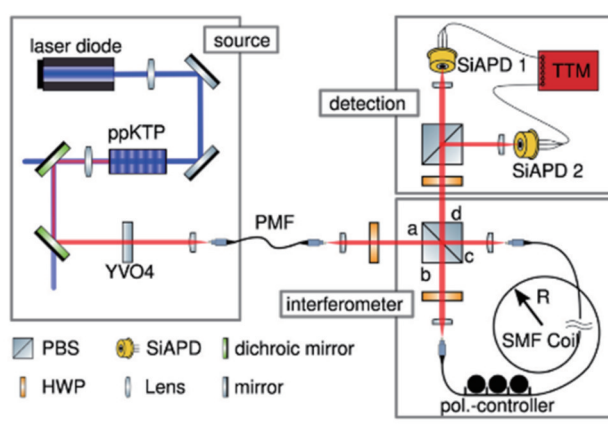 source
laser diode
ppKTP
YVO4
PMF
SiAPD 1
TTM
detection
SiAPD 2
a
d
b
c
interferometer
R
SMF Coil
pol.-controller
PBS
SiAPD
dichroic mirror
HWP
Lens
mirror